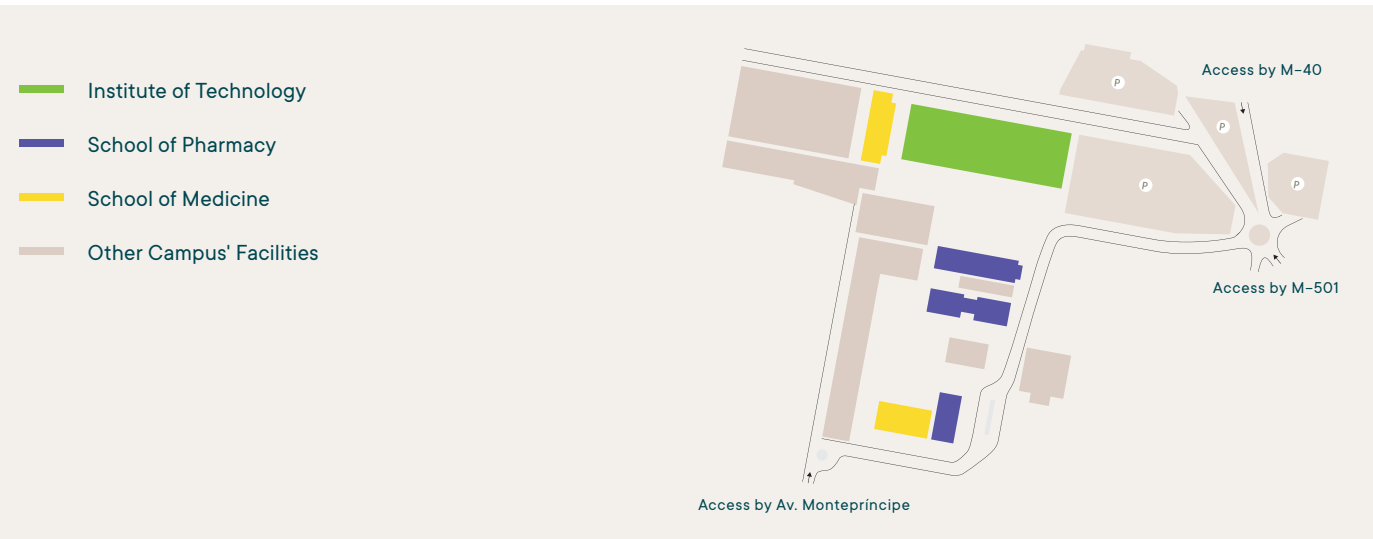 Institute of Technology
School of Pharmacy
School of Medicine
Other Campus' Facilities
P
Access by M-40
P
P
P
Access by M-501
Access by Av. Montepríncipe